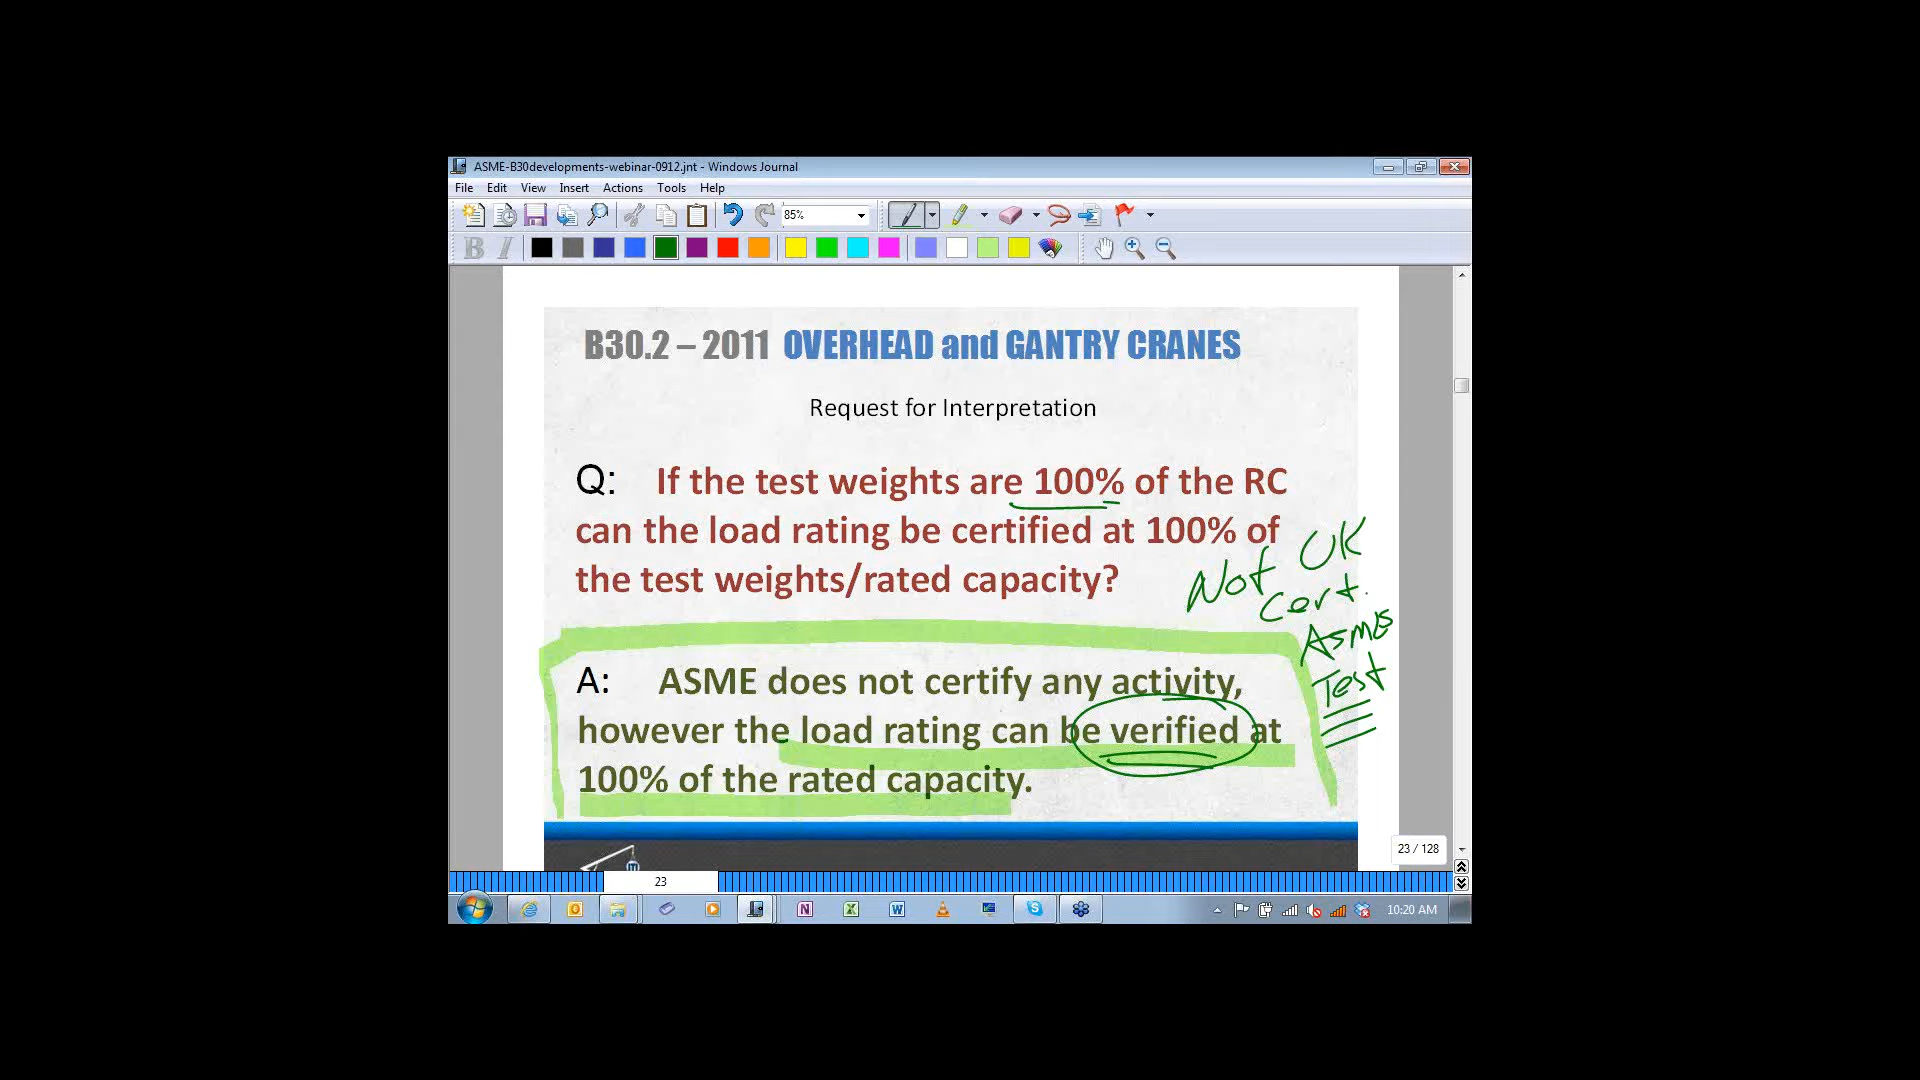 ASME-B30developments-webinar-0912.jnt - Windows Journal
File Edit View Insert Actions Tools Help
85%
B I
B30.2 – 2011 OVERHEAD and GANTRY CRANES
Request for Interpretation
Q: If the test weights are 100% of the RC
can the load rating be certified at 100% of
the test weights/rated capacity?
Not OK
Cert.
ASME
Test
A: ASME does not certify any activity,
however the load rating can be verified at
100% of the rated capacity.
23 / 128
23
10:20 AM